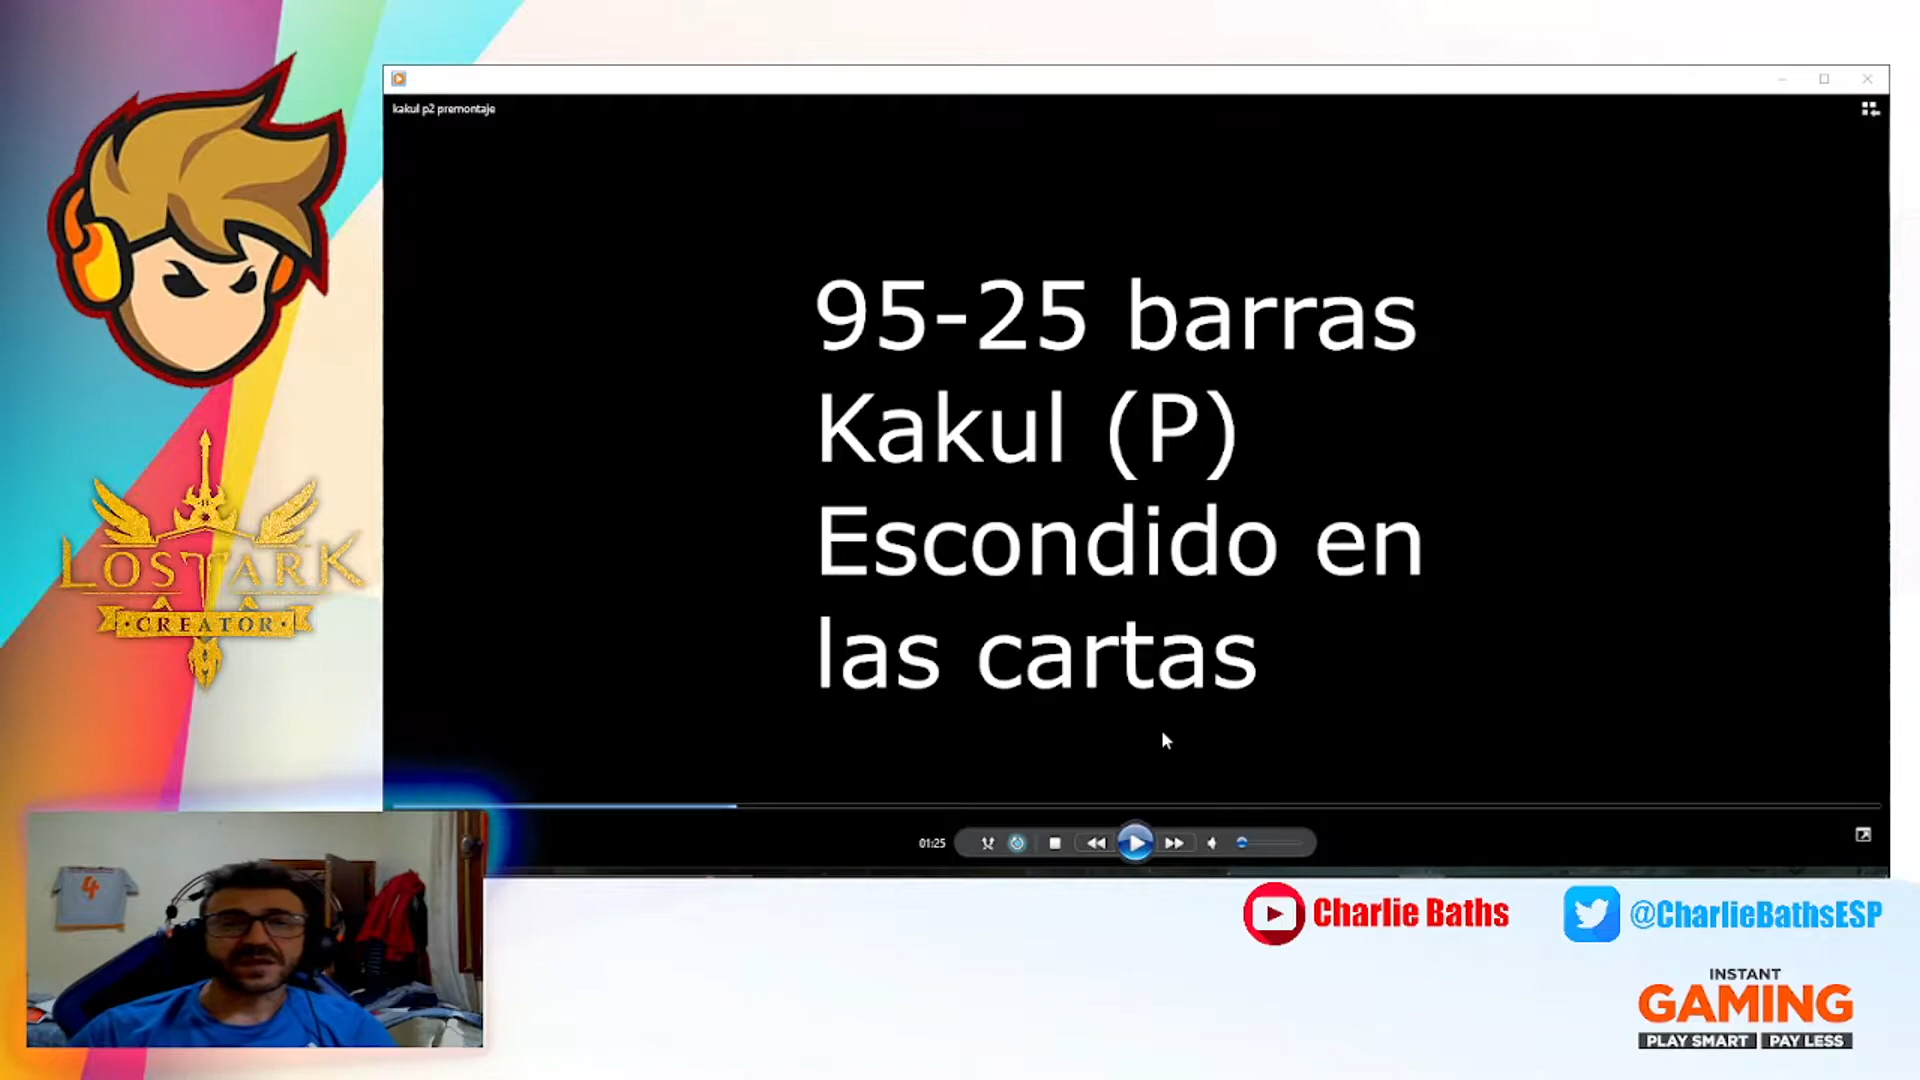 kakul p2 premontaje
95-25 barras
Kakul (P)
Escondido en
las cartas
LOST ARK
CREATOR
01:25
4
Charlie Baths
@CharlieBathsESP
INSTANT
GAMING
PLAY SMART PAY LESS